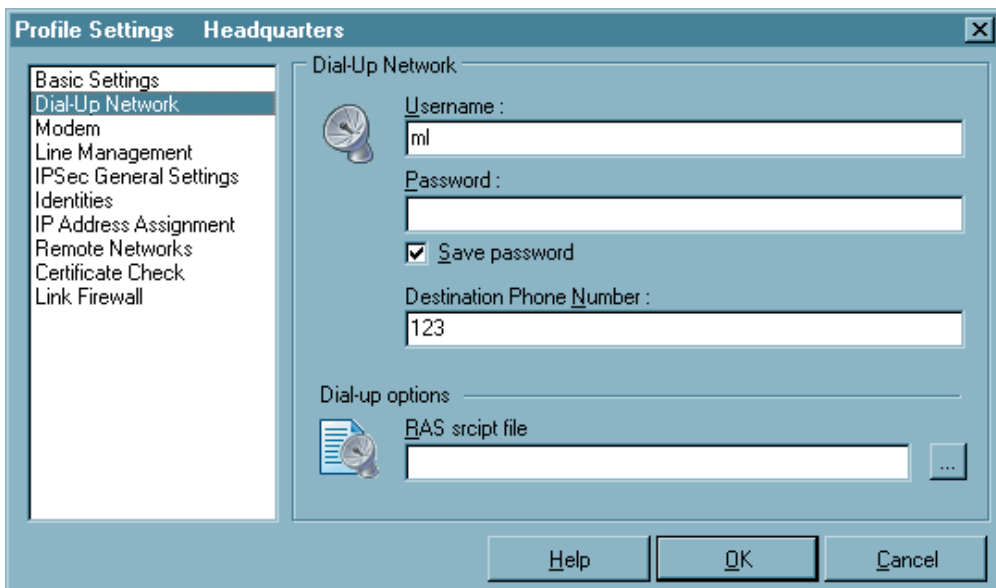 Profile Settings Headquarters
Basic Settings
Dial-Up Network
Modem
Line Management
IPSec General Settings
Identities
IP Address Assignment
Remote Networks
Certificate Check
Link Firewall
Dial-Up Network
Username :
ml
Password :
Save password
Destination Phone Number :
123
Dial-up options
RAS srcipt file
...
Help
OK
Cancel